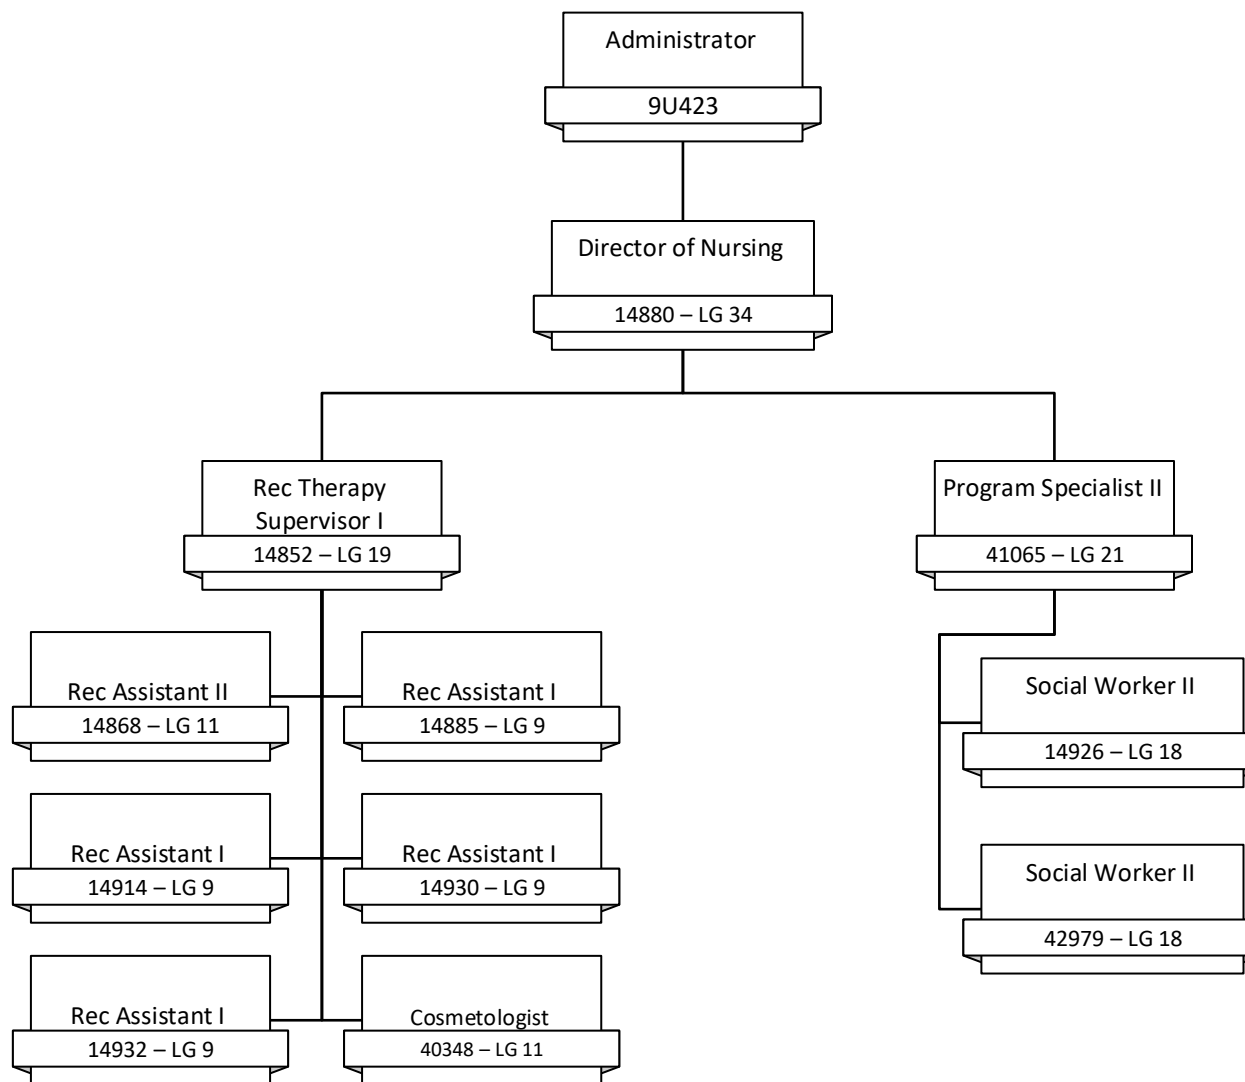 Administrator
9U423
Director of Nursing
14880 – LG 34
Rec Therapy
Supervisor I
14852 – LG 19
Program Specialist II
41065 – LG 21
Rec Assistant II
14868 – LG 11
Rec Assistant I
14885 – LG 9
Social Worker II
14926 – LG 18
Rec Assistant I
14914 – LG 9
Rec Assistant I
14930 – LG 9
Social Worker II
42979 – LG 18
Rec Assistant I
14932 – LG 9
Cosmetologist
40348 – LG 11